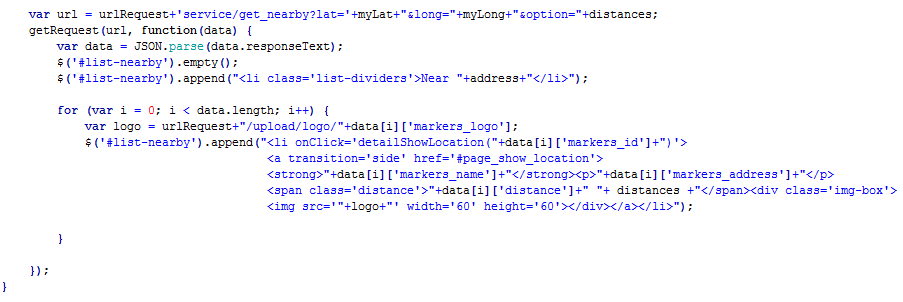 var url = urlRequest+'service/get_nearby?lat='+myLat+"&long="+myLong+"&option="+distances;
getRequest(url, function(data) {
var data = JSON.parse(data.responseText);
$('#list-nearby').empty();
$('#list-nearby').append("<li class='list-dividers'>Near "+address+"</li>");
for (var i = 0; i < data.length; i++) {
var logo = urlRequest+"/upload/logo/"+data[i]['markers_logo'];
$('#list-nearby').append("<li onClick='detailShowLocation("+data[i]['markers_id']+")'>
<a transition='side' href='#page_show_location'>
<strong>"+data[i]['markers_name']+"</strong><p>"+data[i]['markers_address']+"</p>
<span class='distance'>"+data[i]['distance']+" "+ distances +"</span><div class='img-box'>
<img src='"+logo+"' width='60' height='60'></div></a></li>");
}
});
}